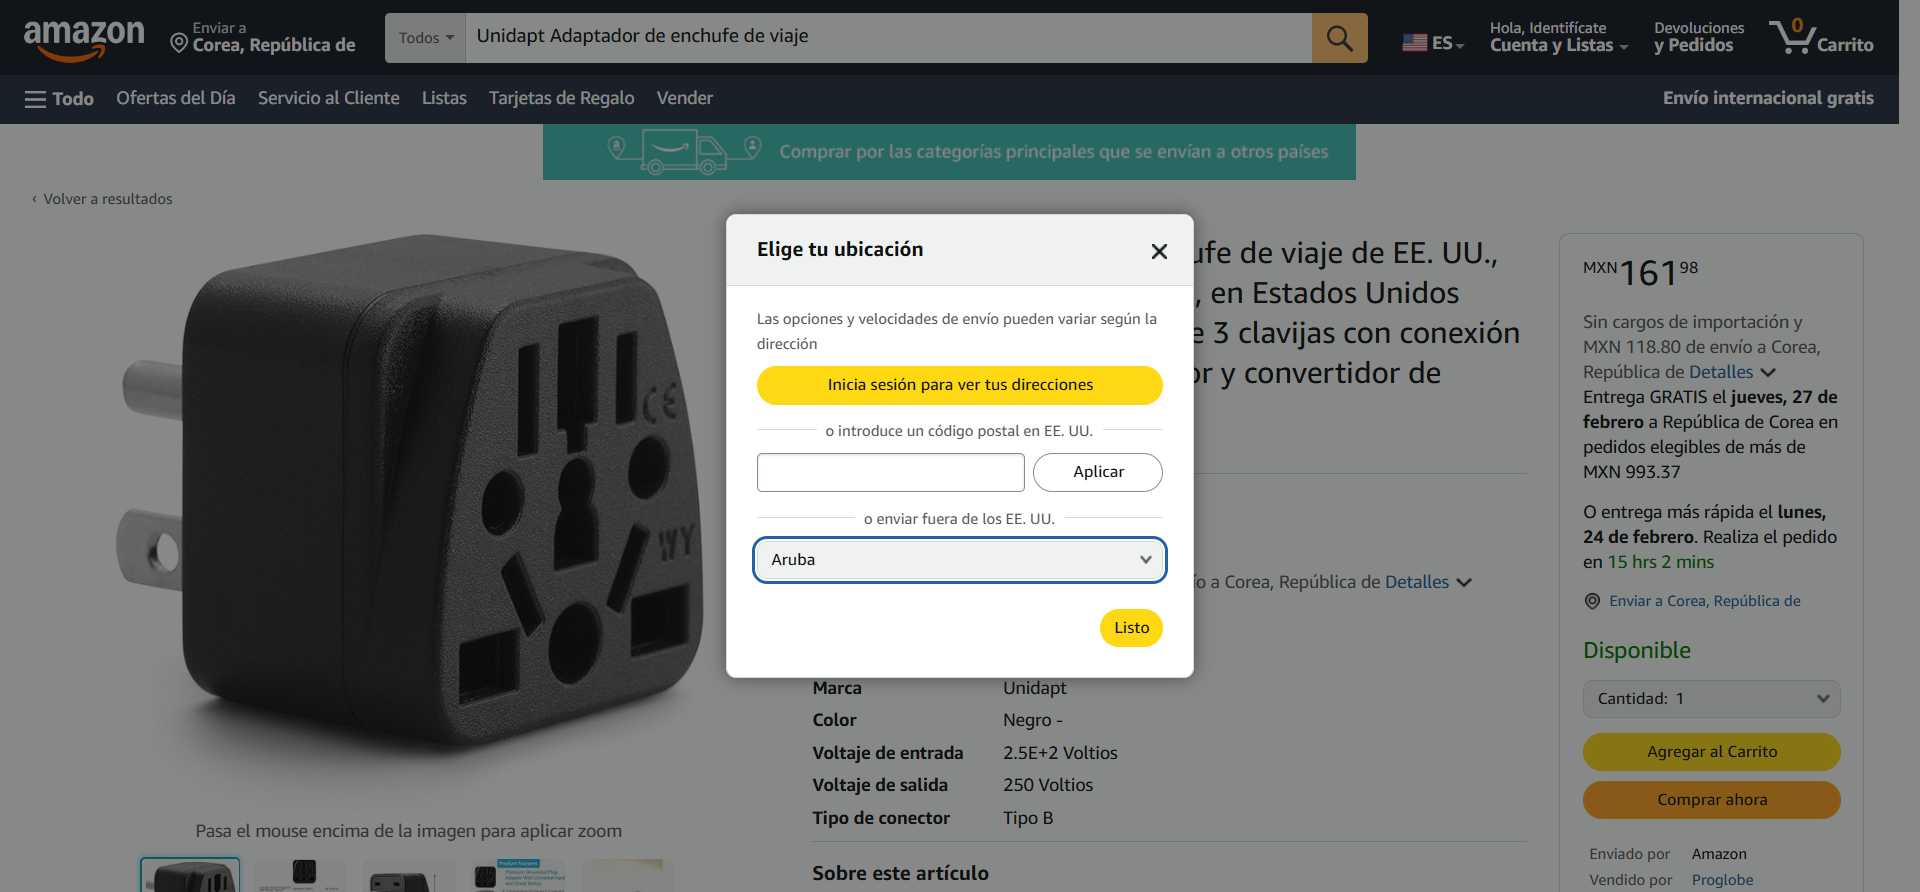 amazon
Enviar a
Corea, República de
Todos
Unidapt Adaptador de enchufe de viaje
ES
Hola, Identifícate
Cuenta y Listas
Devoluciones
y Pedidos
0
Carrito
Todo
Ofertas del Día
Servicio al Cliente
Listas
Tarjetas de Regalo
Vender
Envío internacional gratis
Comprar por las categorías principales que se envían a otros países
‹ Volver a resultados
CE
WY
Pasa el mouse encima de la imagen para aplicar zoom
Elige tu ubicación
Las opciones y velocidades de envío pueden variar según la
dirección
Inicia sesión para ver tus direcciones
o introduce un código postal en EE. UU.
Aplicar
o enviar fuera de los EE. UU.
Aruba
Listo
ufe de viaje de EE. UU.,
, en Estados Unidos
e 3 clavijas con conexión
or y convertidor de
ío a Corea, República de Detalles
Marca Unidapt
Color Negro -
Voltaje de entrada 2.5E+2 Voltios
Voltaje de salida 250 Voltios
Tipo de conector Tipo B
Sobre este artículo
MXN 161 98
Sin cargos de importación y
MXN 118.80 de envío a Corea,
República de Detalles
Entrega GRATIS el jueves, 27 de
febrero a República de Corea en
pedidos elegibles de más de
MXN 993.37
O entrega más rápida el lunes,
24 de febrero. Realiza el pedido
en 15 hrs 2 mins
Enviar a Corea, República de
Disponible
Cantidad: 1
Agregar al Carrito
Comprar ahora
Enviado por Amazon
Vendido por Proglobe